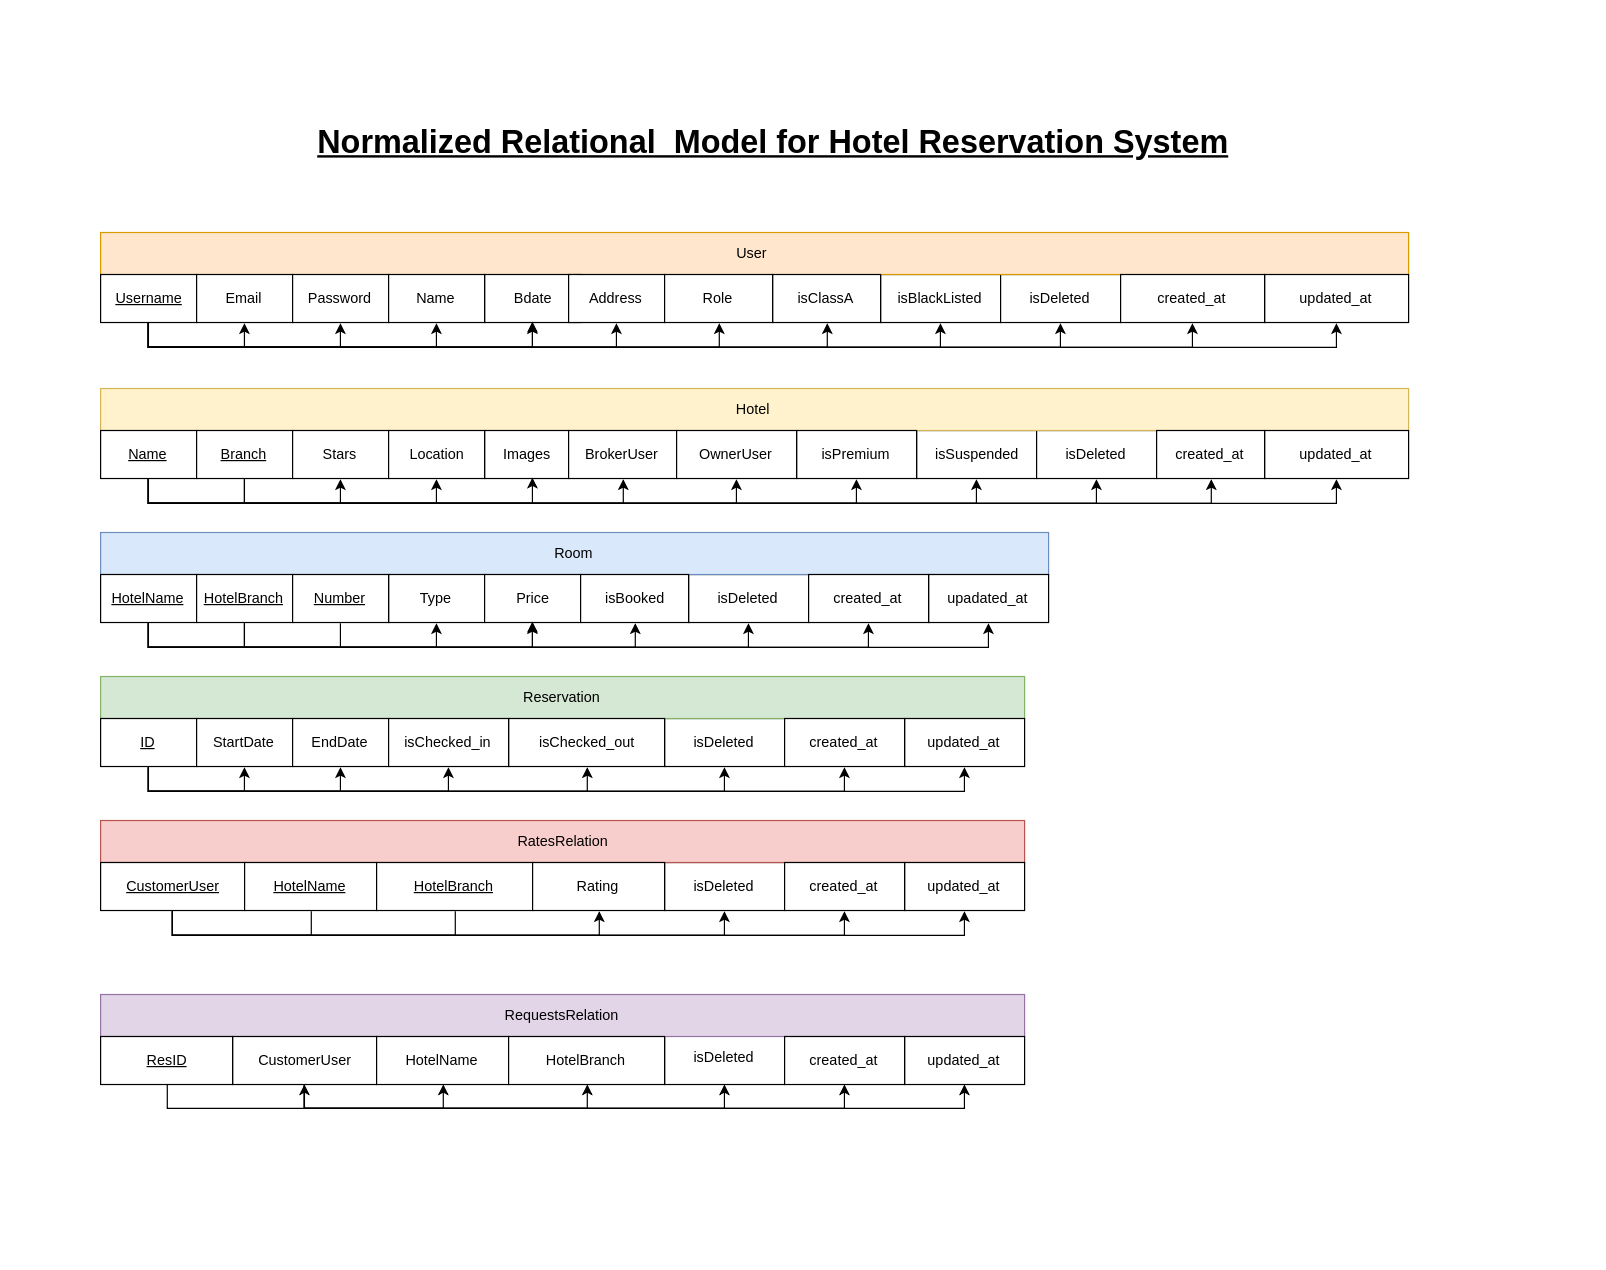 Normalized Relational  Model for Hotel Reservation System
User
Username Email Password Name Bdate Address Role isClassA isBlackListed isDeleted created_at updated_at
Hotel
Name Branch Stars Location Images BrokerUser OwnerUser isPremium isSuspended isDeleted created_at updated_at
Room
HotelName HotelBranch Number Type Price isBooked isDeleted created_at upadated_at
Reservation
ID StartDate EndDate isChecked_in isChecked_out isDeleted created_at updated_at
RatesRelation
CustomerUser HotelName HotelBranch Rating isDeleted created_at updated_at
RequestsRelation
ResID CustomerUser HotelName HotelBranch isDeleted created_at updated_at